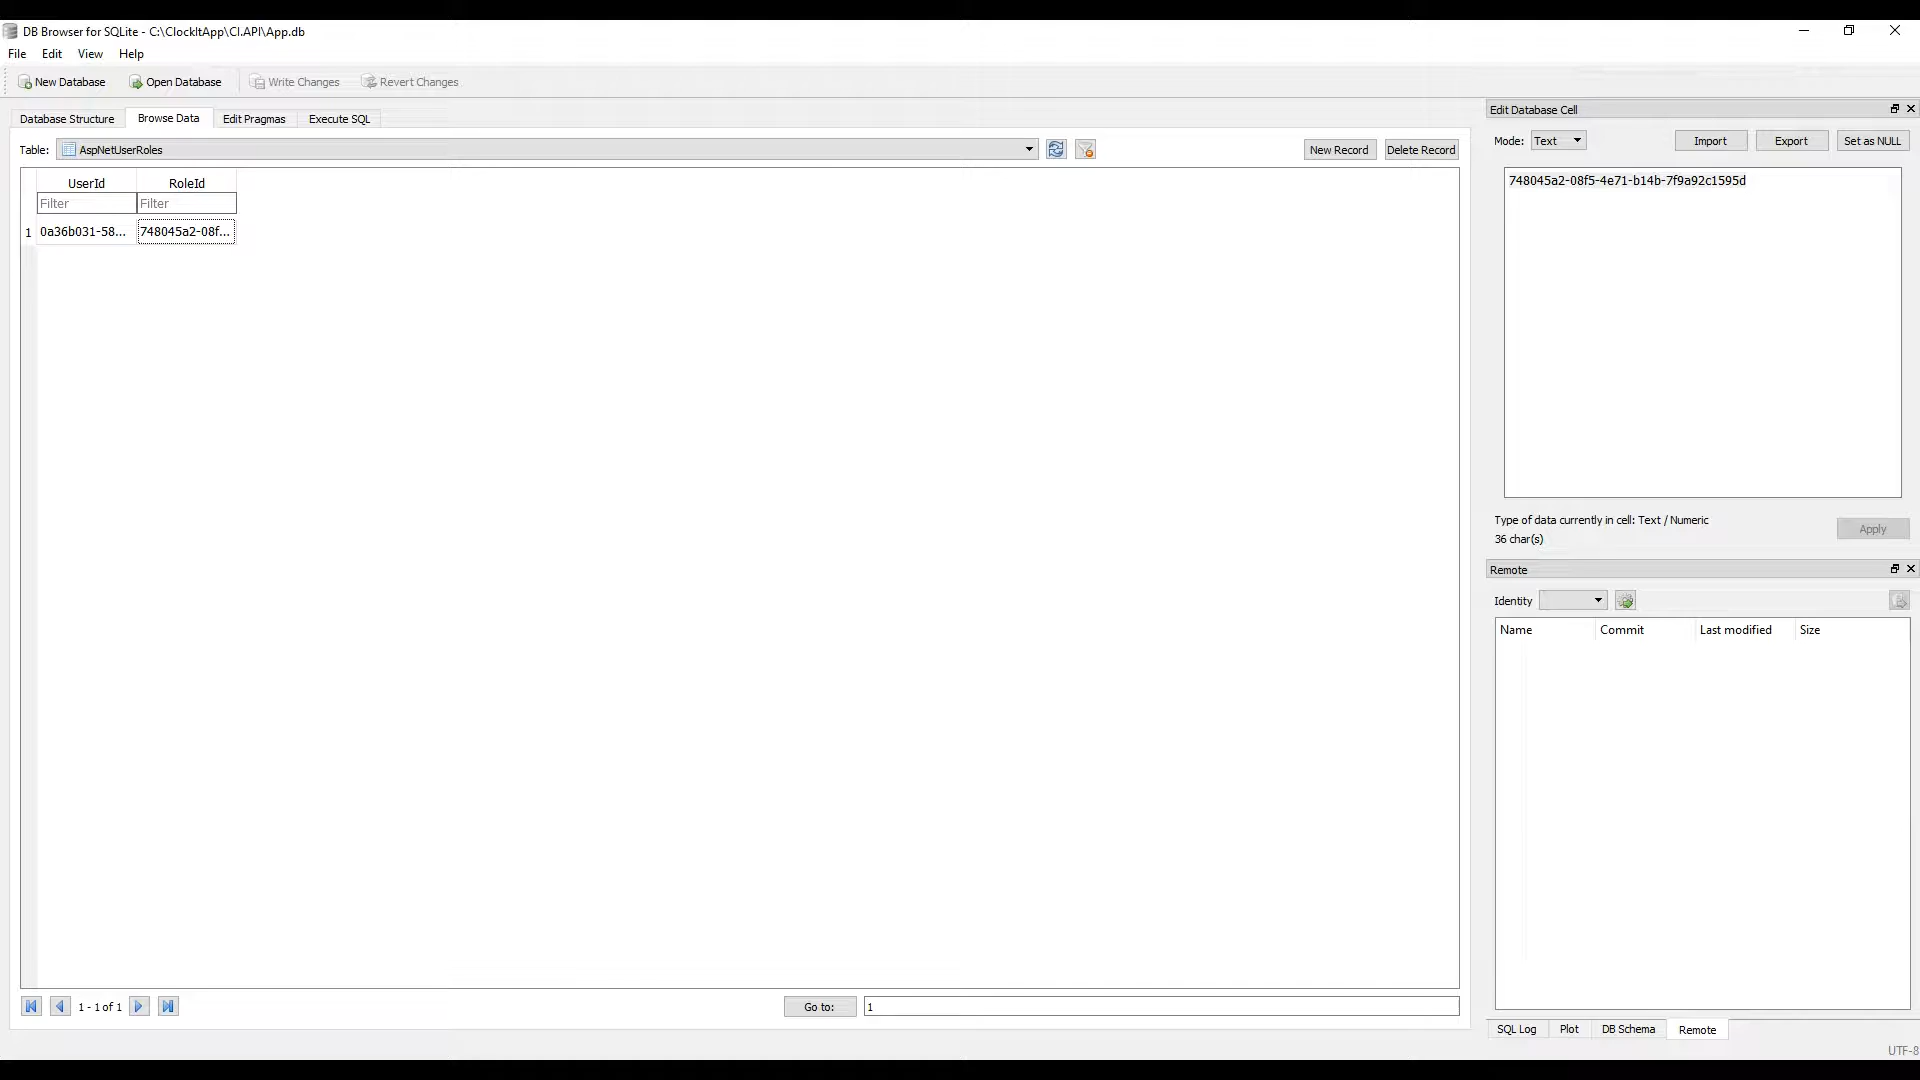 DB Browser for SQLite - C:\ClockItApp\CI.API\App.db
File Edit View Help
New Database Open Database Write Changes Revert Changes
Database Structure Browse Data Edit Pragmas Execute SQL
Table: AspNetUserRoles New Record Delete Record
UserId RoleId
Filter Filter
1 0a36b031-58... 748045a2-08f...
1 - 1 of 1 Go to: 1
Edit Database Cell
Mode: Text Import Export Set as NULL
748045a2-08f5-4e71-b14b-7f9a92c1595d
Type of data currently in cell: Text / Numeric
36 char(s)
Apply
Remote
Identity
Name Commit Last modified Size
SQL Log Plot DB Schema Remote
UTF-8